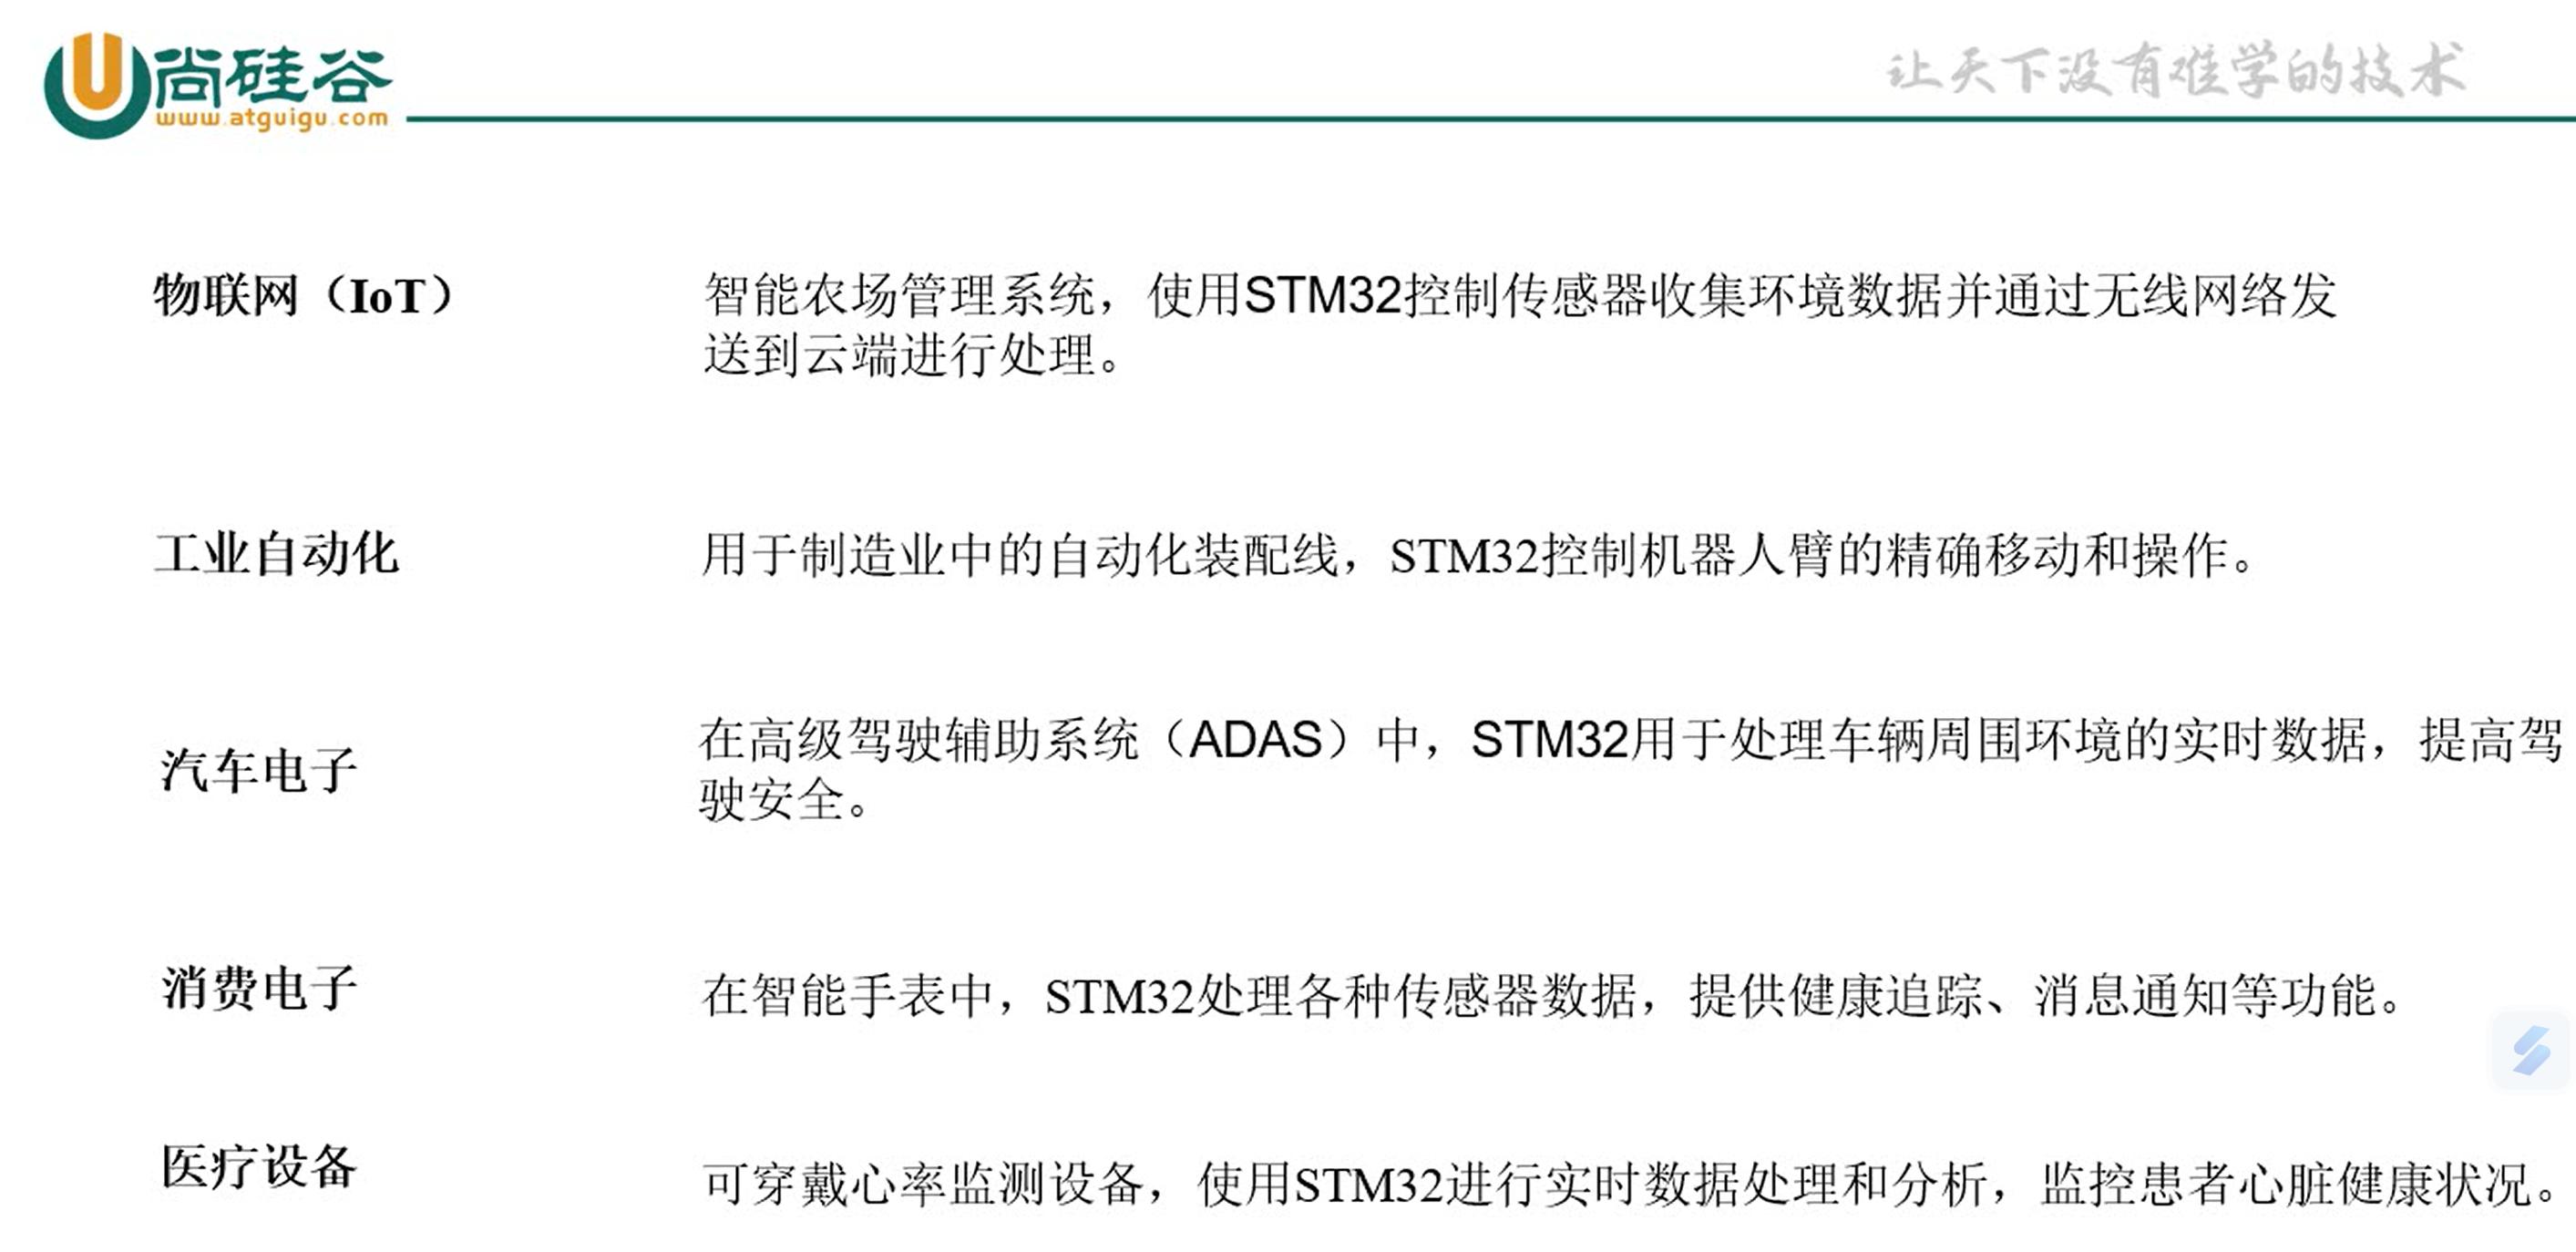 尚硅谷
www.atguigu.com
让天下没有难学的技术
物联网（IoT）
智能农场管理系统，使用STM32控制传感器收集环境数据并通过无线网络发
送到云端进行处理。
工业自动化
用于制造业中的自动化装配线，STM32控制机器人臂的精确移动和操作。
汽车电子
在高级驾驶辅助系统（ADAS）中，STM32用于处理车辆周围环境的实时数据，提高驾
驶安全。
消费电子
在智能手表中，STM32处理各种传感器数据，提供健康追踪、消息通知等功能。
医疗设备
可穿戴心率监测设备，使用STM32进行实时数据处理和分析，监控患者心脏健康状况。